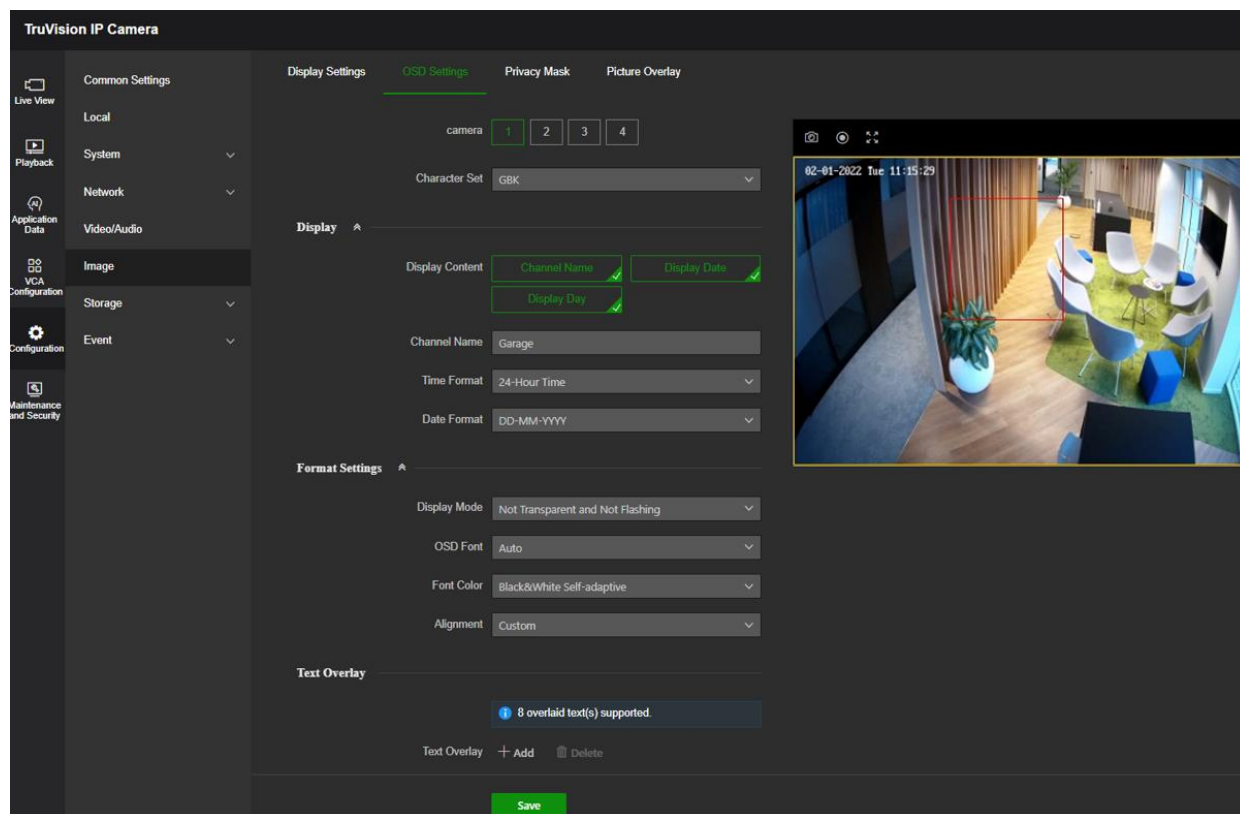 TruVision IP Camera
Live View
Playback
Application
Data
VCA
Configuration
Configuration
Maintenance
and Security
Common Settings
Local
System
Network
Video/Audio
Image
Storage
Event
Display Settings
OSD Settings
Privacy Mask
Picture Overlay
camera
1
2
3
4
Character Set
GBK
Display
Display Content
Channel Name
Display Date
Display Day
Channel Name
Garage
Time Format
24-Hour Time
Date Format
DD-MM-YYYY
Format Settings
Display Mode
Not Transparent and Not Flashing
OSD Font
Auto
Font Color
Black&White Self-adaptive
Alignment
Custom
Text Overlay
8 overlaid text(s) supported.
Text Overlay
Add
Delete
Save
02-01-2022 Tue 11:15:29